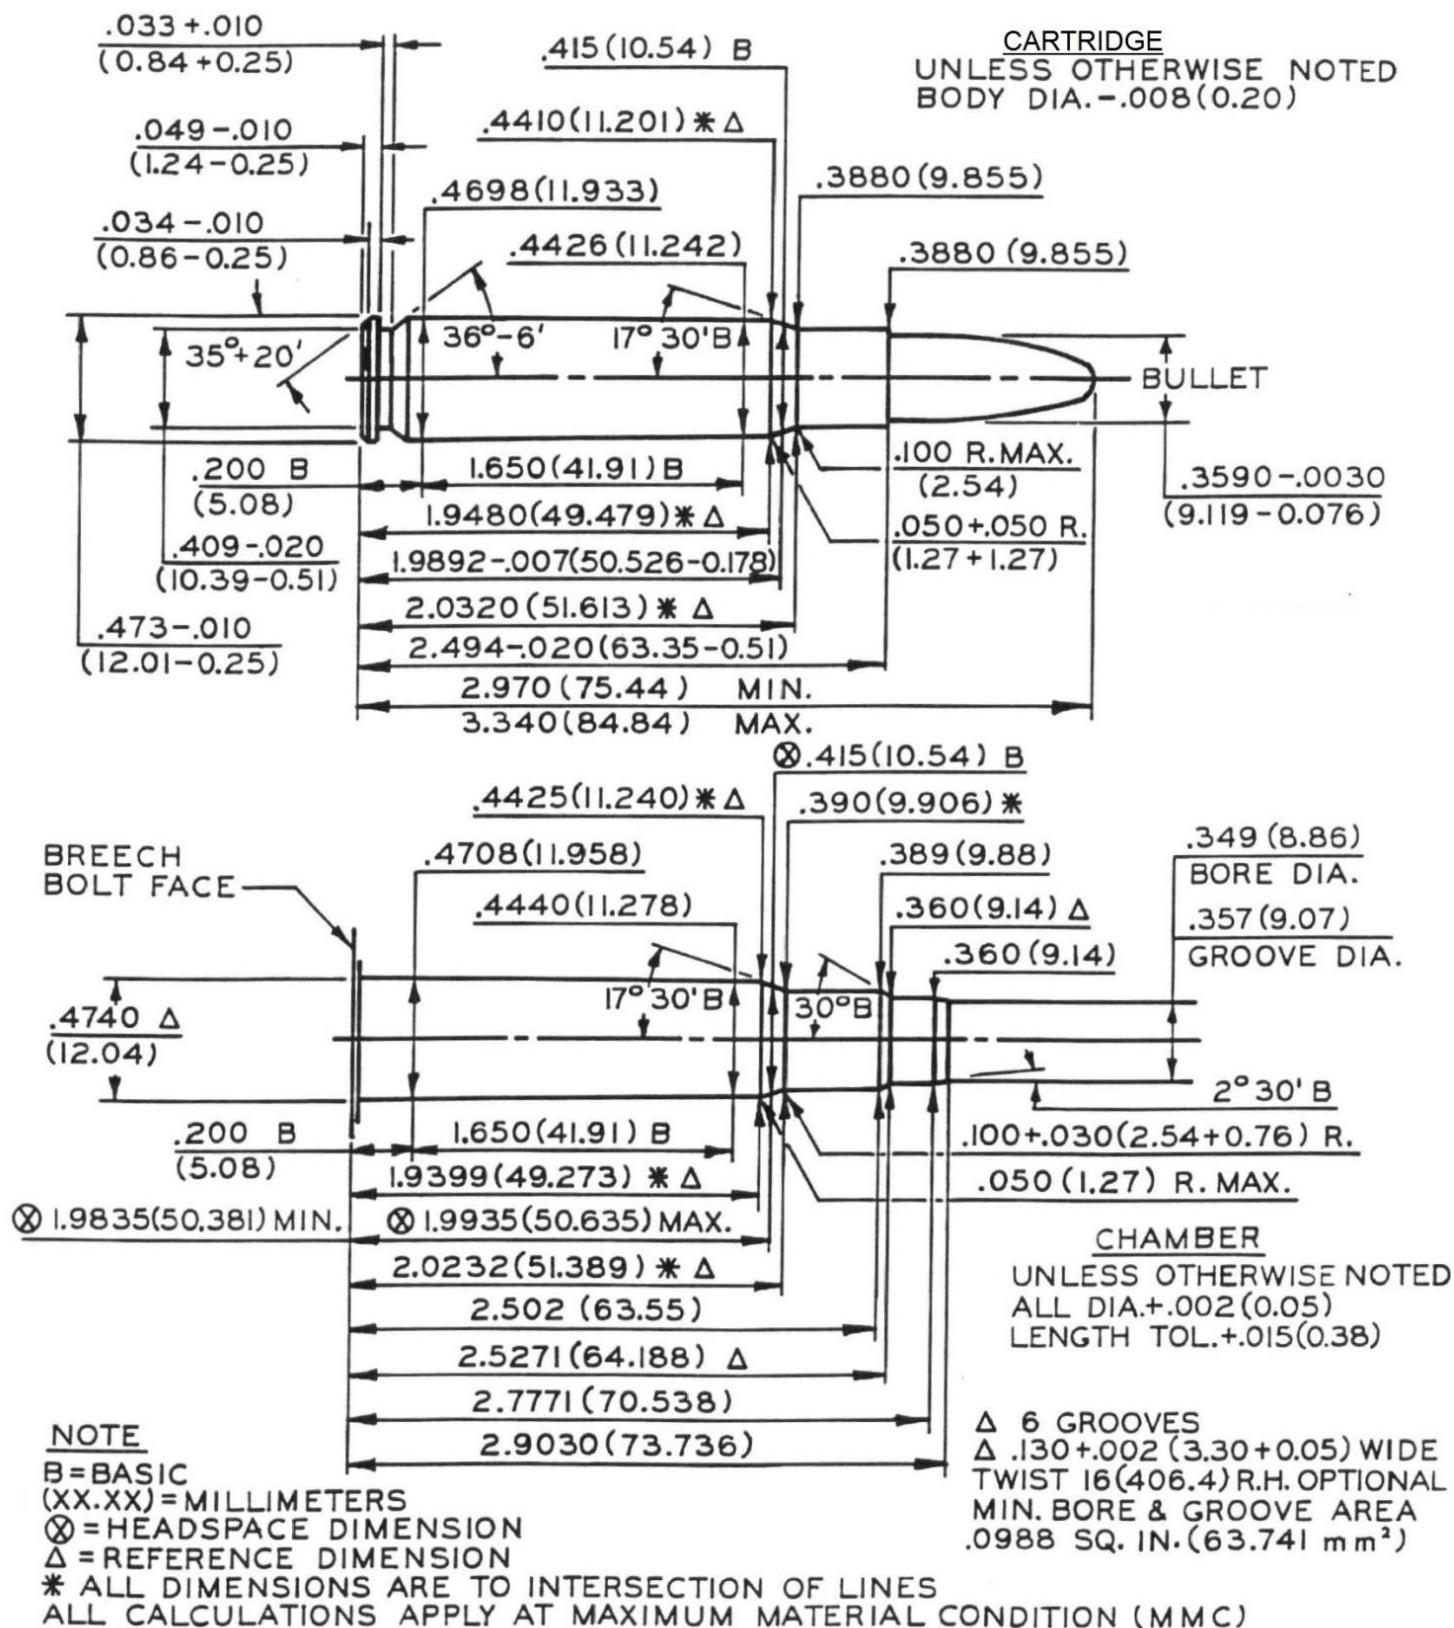 CARTRIDGE
UNLESS OTHERWISE NOTED
BODY DIA.-.008(0.20)
.033+.010
(0.84+0.25)
.415(10.54) B
.049-.010
(1.24-0.25)
.4410(11.201)* Δ
.4698(11.933)
.3880(9.855)
.034-.010
(0.86-0.25)
.4426(11.242)
.3880 (9.855)
35°+20'
36°-6'
17°30'B
BULLET
.200 B
(5.08)
1.650(41.91) B
.100 R.MAX.
(2.54)
.3590-.0030
(9.119-0.076)
1.9480(49.479)* Δ
.050+.050 R.
(1.27+1.27)
.409-.020
(10.39-0.51)
1.9892-.007(50.526-0.178)
2.0320(51.613)* Δ
.473-.010
(12.01-0.25)
2.494-.020(63.35-0.51)
2.970(75.44) MIN.
3.340(84.84) MAX.
⊗.415(10.54) B
.4425(11.240)* Δ
.390(9.906)*
BREECH
BOLT FACE
.4708(11.958)
.389(9.88)
.349(8.86)
BORE DIA.
.4440(11.278)
.360(9.14) Δ
.357(9.07)
GROOVE DIA.
.360(9.14)
17°30'B
30°B
.4740 Δ
(12.04)
2°30'B
.200 B
(5.08)
1.650(41.91) B
.100+.030(2.54+0.76) R.
1.9399(49.273) * Δ
.050(1.27) R. MAX.
⊗ 1.9835(50.381) MIN.
⊗ 1.9935(50.635) MAX.
2.0232(51.389)* Δ
CHAMBER
UNLESS OTHERWISE NOTED
ALL DIA.+.002(0.05)
LENGTH TOL.+.015(0.38)
2.502 (63.55)
2.5271(64.188) Δ
2.7771(70.538)
2.9030(73.736)
Δ 6 GROOVES
Δ .130+.002(3.30+0.05) WIDE
TWIST 16(406.4) R.H. OPTIONAL
MIN. BORE & GROOVE AREA
.0988 SQ. IN.(63.741 mm²)
NOTE
B=BASIC
(XX.XX)=MILLIMETERS
⊗=HEADSPACE DIMENSION
Δ=REFERENCE DIMENSION
* ALL DIMENSIONS ARE TO INTERSECTION OF LINES
ALL CALCULATIONS APPLY AT MAXIMUM MATERIAL CONDITION (MMC)